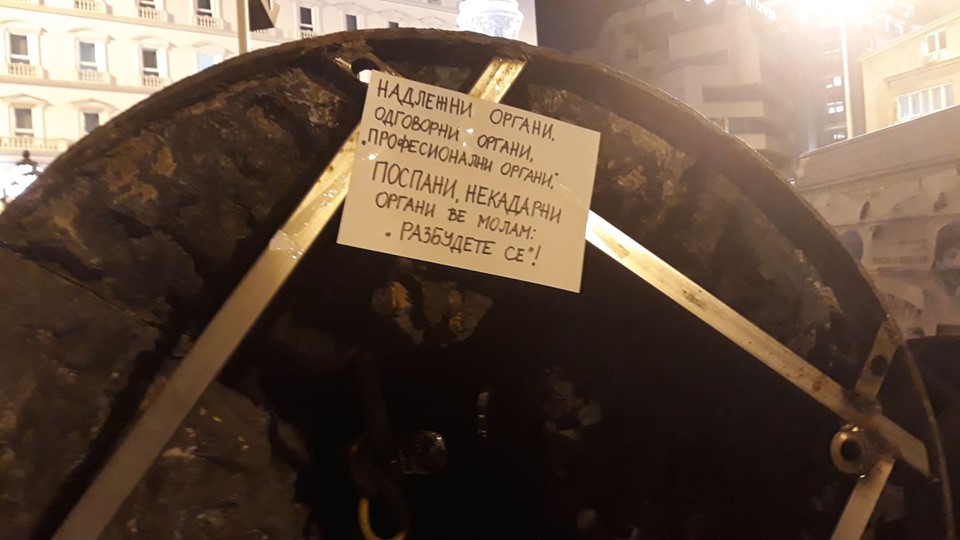 НАДЛЕЖНИ ОРГАНИ,
ОДГОВОРНИ ОРГАНИ,
„ПРОФЕСИОНАЛНИ ОРГАНИ“.
ПОСПАНИ, НЕКАДАРНИ
ОРГАНИ ВЕ МОЛАМ:
„РАЗБУДЕТЕ СЕ“!